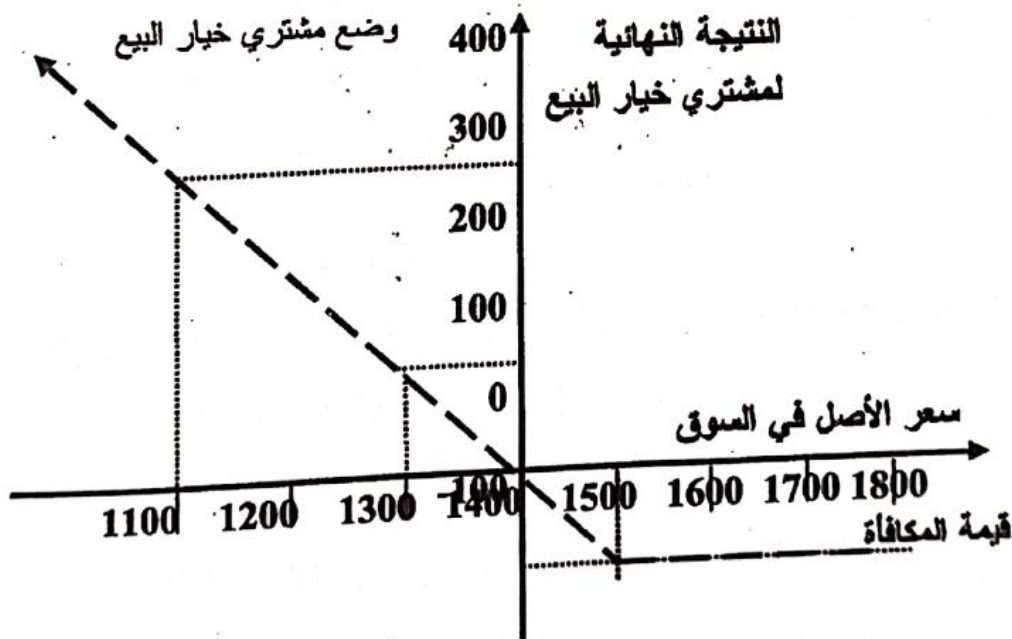 وضع مشتري خيار البيع
النتيجة النهائية
لمشتري خيار البيع
400
300
200
100
0
100
سعر الأصل في السوق
1100 1200 1300 1400 1500 1600 1700 1800
قيمة المكافأة